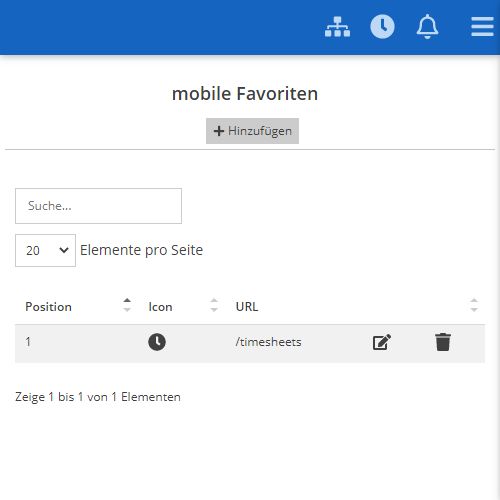 mobile Favoriten
+ Hinzufügen
Suche...
20 Elemente pro Seite
Position Icon URL
1 /timesheets
Zeige 1 bis 1 von 1 Elementen